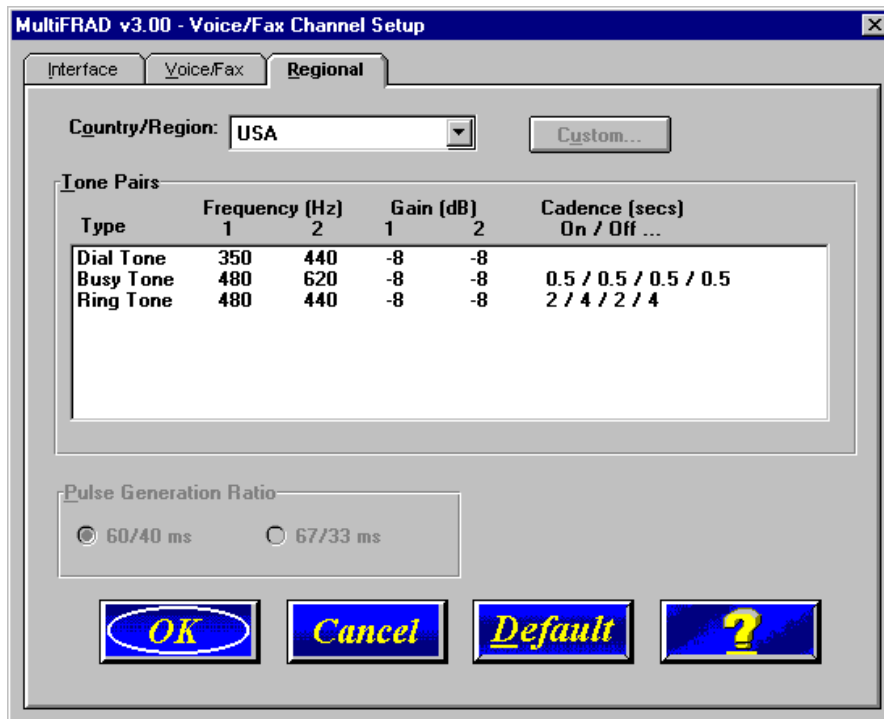 MultiFRAD v3.00 - Voice/Fax Channel Setup
Interface Voice/Fax Regional
Country/Region: USA Custom...
Tone Pairs
Frequency (Hz) Gain (dB) Cadence (secs)
Type 1 2 1 2 On / Off ...
Dial Tone 350 440 -8 -8
Busy Tone 480 620 -8 -8 0.5 / 0.5 / 0.5 / 0.5
Ring Tone 480 440 -8 -8 2 / 4 / 2 / 4
Pulse Generation Ratio
60/40 ms 67/33 ms
OK Cancel Default ?